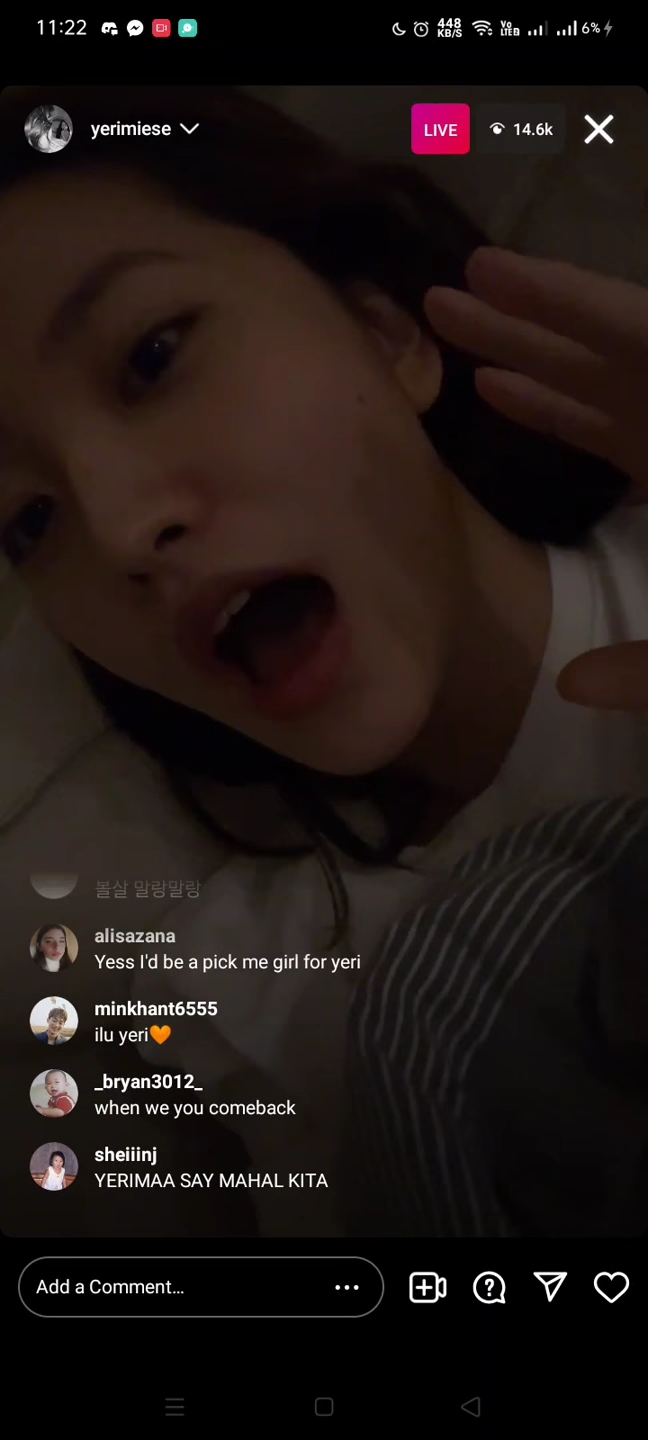 11:22
448
KB/S
Vo
LTE2
6%
yerimiese
LIVE
14.6k
볼살 말랑말랑
alisazana
Yess I'd be a pick me girl for yeri
minkhant6555
ilu yeri🧡
_bryan3012_
when we you comeback
sheiiinj
YERIMAA SAY MAHAL KITA
Add a Comment…